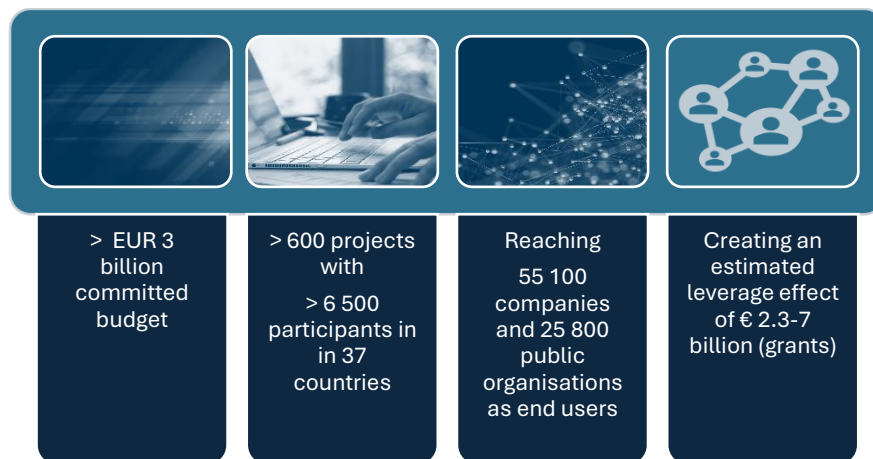 > EUR 3
billion
committed
budget
> 600 projects
with
> 6 500
participants in
in 37
countries
Reaching
55 100
companies
and 25 800
public
organisations
as end users
Creating an
estimated
leverage effect
of € 2.3-7
billion (grants)